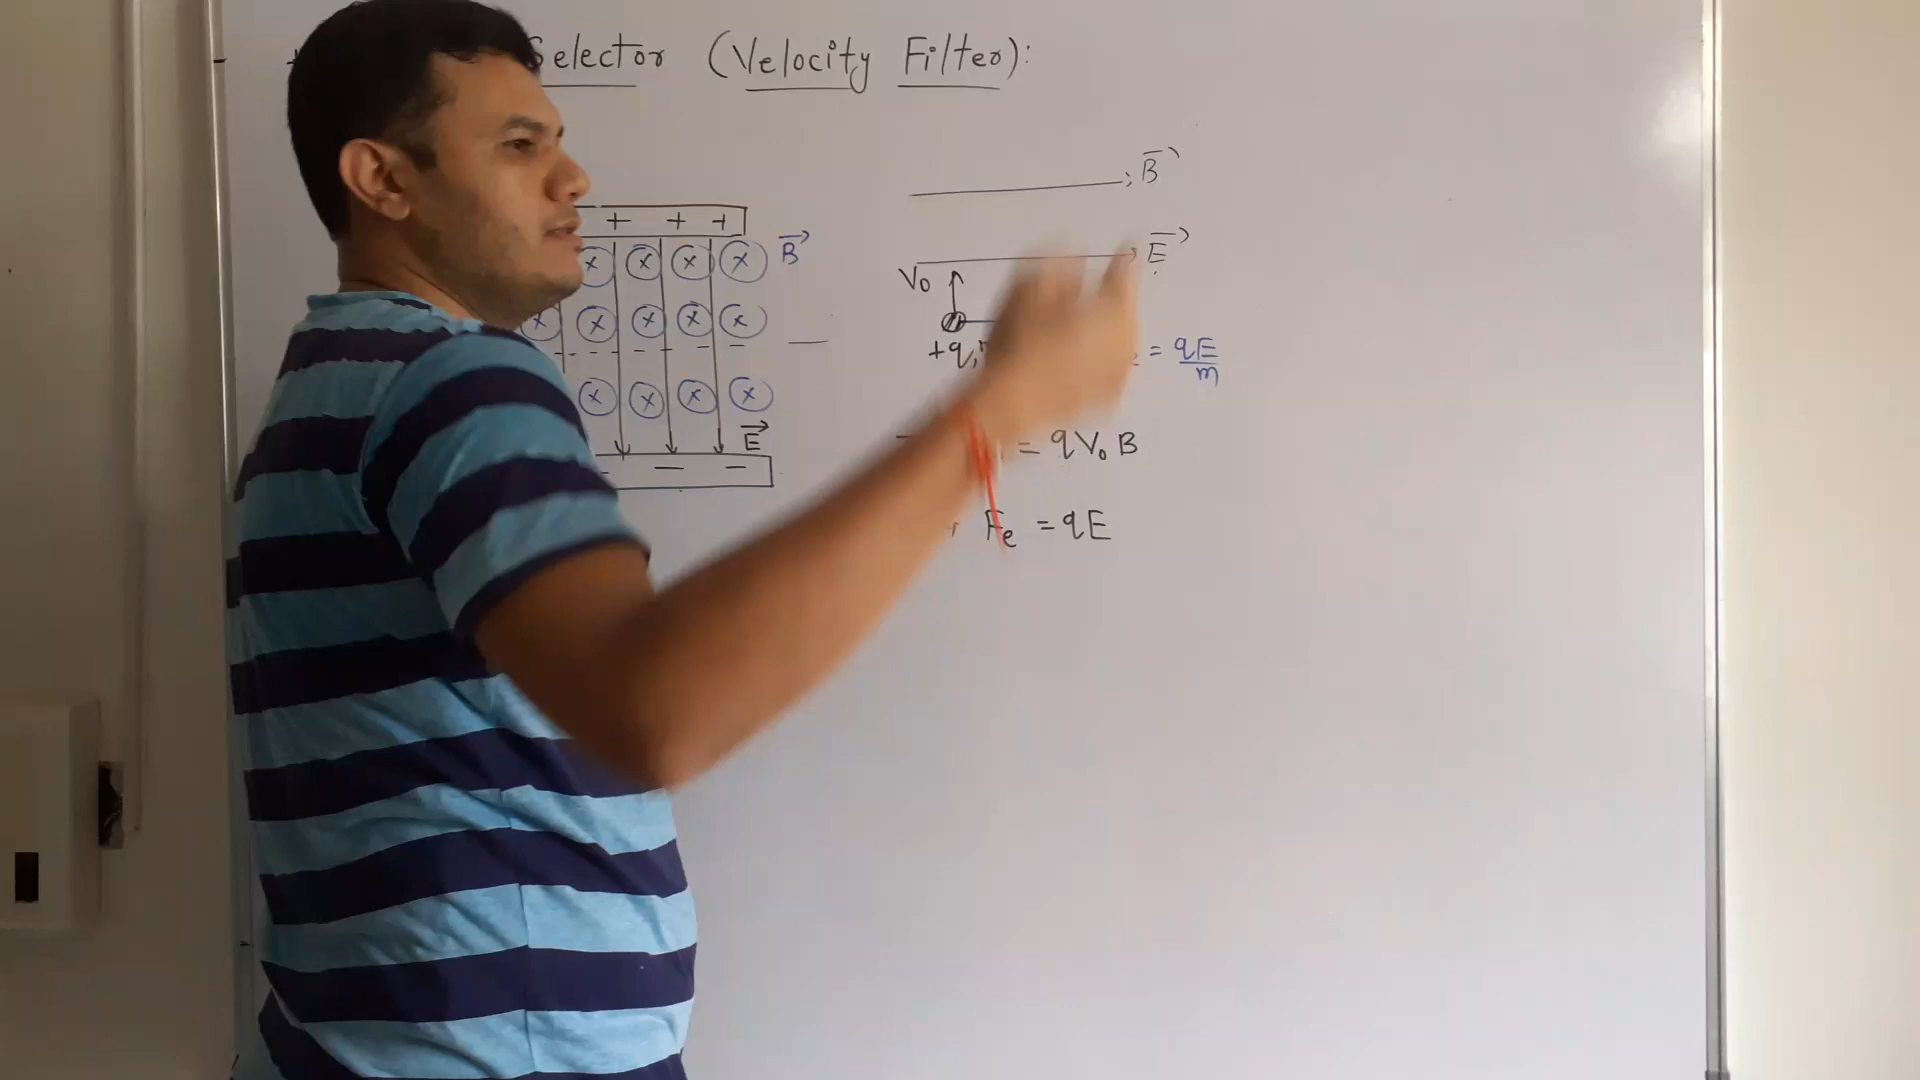 Selector (Velocity Filter):
+ + +
B⃗
x x x x
x x x x
x x x x
E⃗
- - -
B⃗
E⃗
V₀
+q,
= qE/m
= qV₀B
Fe = qE